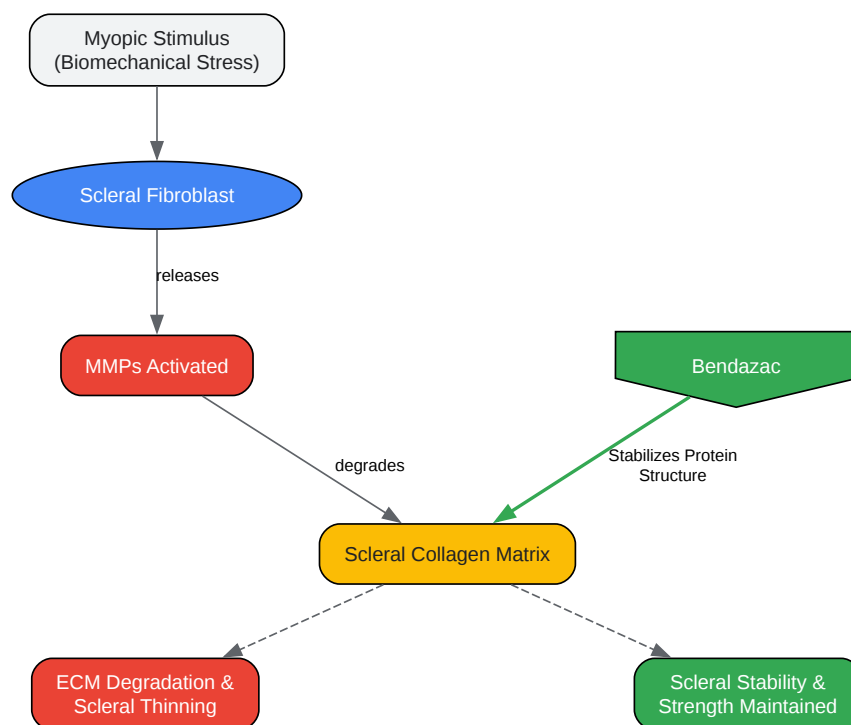 Myopic Stimulus
(Biomechanical Stress)
Scleral Fibroblast
releases
MMPs Activated
Bendazac
degrades
Stabilizes Protein
Structure
Scleral Collagen Matrix
ECM Degradation &
Scleral Thinning
Scleral Stability &
Strength Maintained